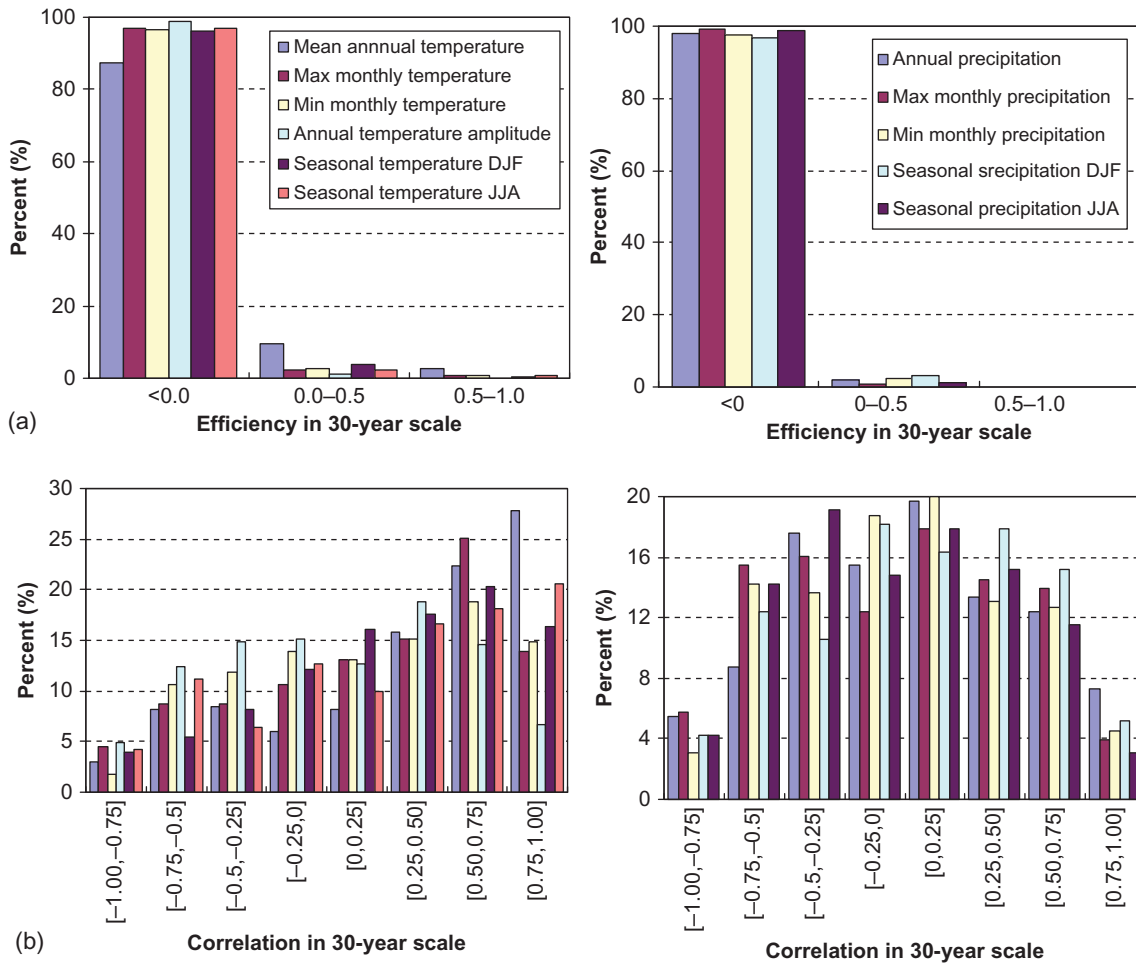 100
80
60
40
20
0
Percent (%)
Mean annnual temperature
Max monthly temperature
Min monthly temperature
Annual temperature amplitude
Seasonal temperature DJF
Seasonal temperature JJA
<0.0
0.0–0.5
0.5–1.0
Efficiency in 30-year scale
(a)
100
80
60
40
20
0
Percent (%)
Annual precipitation
Max monthly precipitation
Min monthly precipitation
Seasonal srecipitation DJF
Seasonal precipitation JJA
<0
0–0.5
0.5–1.0
Efficiency in 30-year scale
30
25
20
15
10
5
0
Percent (%)
[–1.00,–0.75]
[–0.75,–0.5]
[–0.5,–0.25]
[–0.25,0]
[0,0.25]
[0.25,0.50]
[0.50,0.75]
[0.75,1.00]
Correlation in 30-year scale
(b)
20
16
12
8
4
0
Percent (%)
[–1.00,–0.75]
[–0.75,–0.5]
[–0.5,–0.25]
[–0.25,0]
[0,0.25]
[0.25,0.50]
[0.50,0.75]
[0.75,1.00]
Correlation in 30-year scale